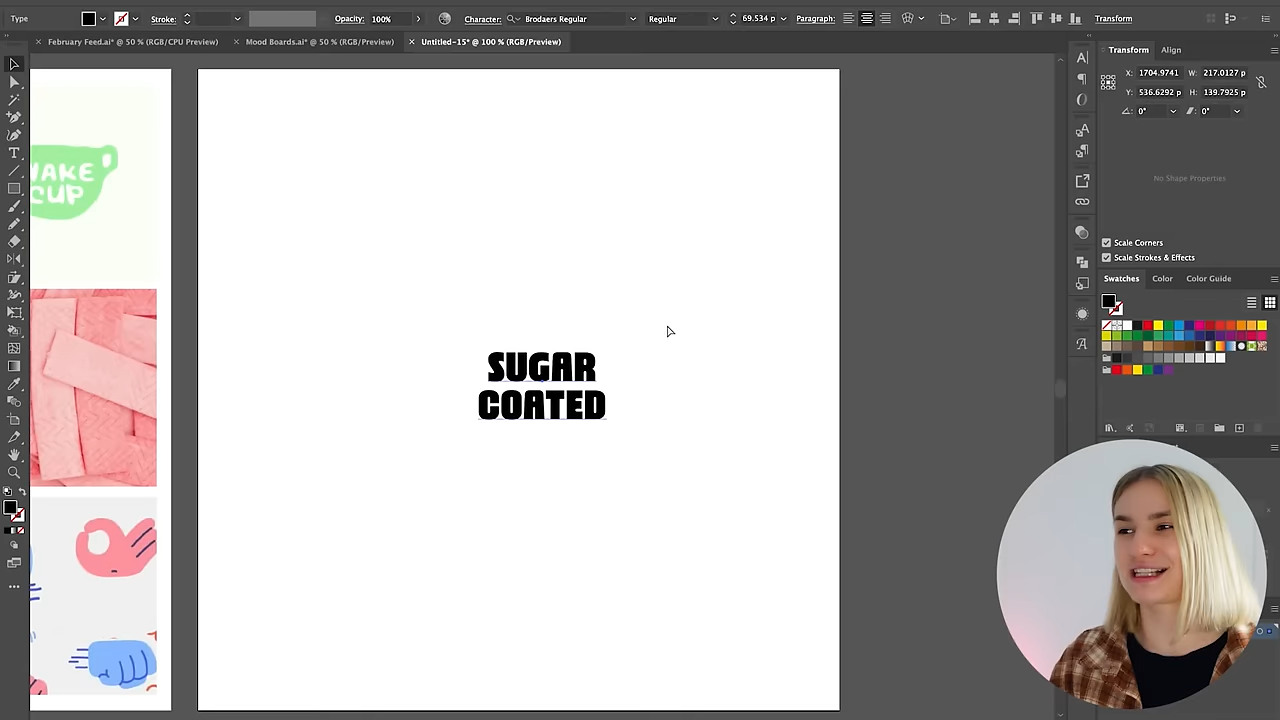 Type
Stroke:
Opacity: 100%
Character: Brodaers Regular
Regular
69.534 p
Paragraph:
Transform
× February Feed.ai* @ 50 % (RGB/CPU Preview)
× Mood Boards.ai* @ 50 % (RGB/Preview)
× Untitled-15* @ 100 % (RGB/Preview)
Transform Align
X: 1704.9741 W: 217.0127 p
Y: 536.6292 p H: 139.7925 p
0° 0°
No Shape Properties
Scale Corners
Scale Strokes & Effects
Swatches Color Color Guide
CUP
SUGAR
COATED